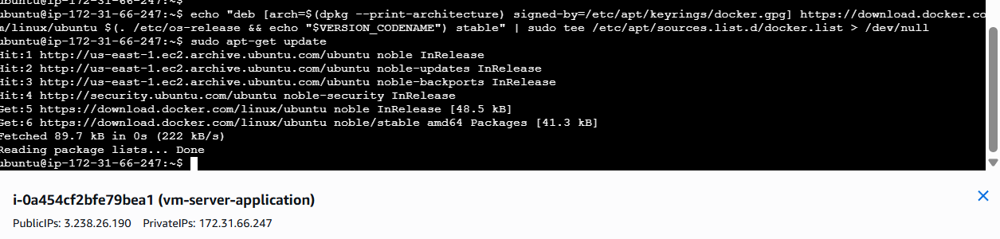 ubuntu@ip-172-31-66-247:~$
ubuntu@ip-172-31-66-247:~$ echo "deb [arch=$(dpkg --print-architecture) signed-by=/etc/apt/keyrings/docker.gpg] https://download.docker.co
m/linux/ubuntu $(. /etc/os-release && echo "$VERSION_CODENAME") stable" | sudo tee /etc/apt/sources.list.d/docker.list > /dev/null
ubuntu@ip-172-31-66-247:~$ sudo apt-get update
Hit:1 http://us-east-1.ec2.archive.ubuntu.com/ubuntu noble InRelease
Hit:2 http://us-east-1.ec2.archive.ubuntu.com/ubuntu noble-updates InRelease
Hit:3 http://us-east-1.ec2.archive.ubuntu.com/ubuntu noble-backports InRelease
Hit:4 http://security.ubuntu.com/ubuntu noble-security InRelease
Get:5 https://download.docker.com/linux/ubuntu noble InRelease [48.5 kB]
Get:6 https://download.docker.com/linux/ubuntu noble/stable amd64 Packages [41.3 kB]
Fetched 89.7 kB in 0s (222 kB/s)
Reading package lists... Done
ubuntu@ip-172-31-66-247:~$
i-0a454cf2bfe79bea1 (vm-server-application)
PublicIPs: 3.238.26.190 PrivateIPs: 172.31.66.247